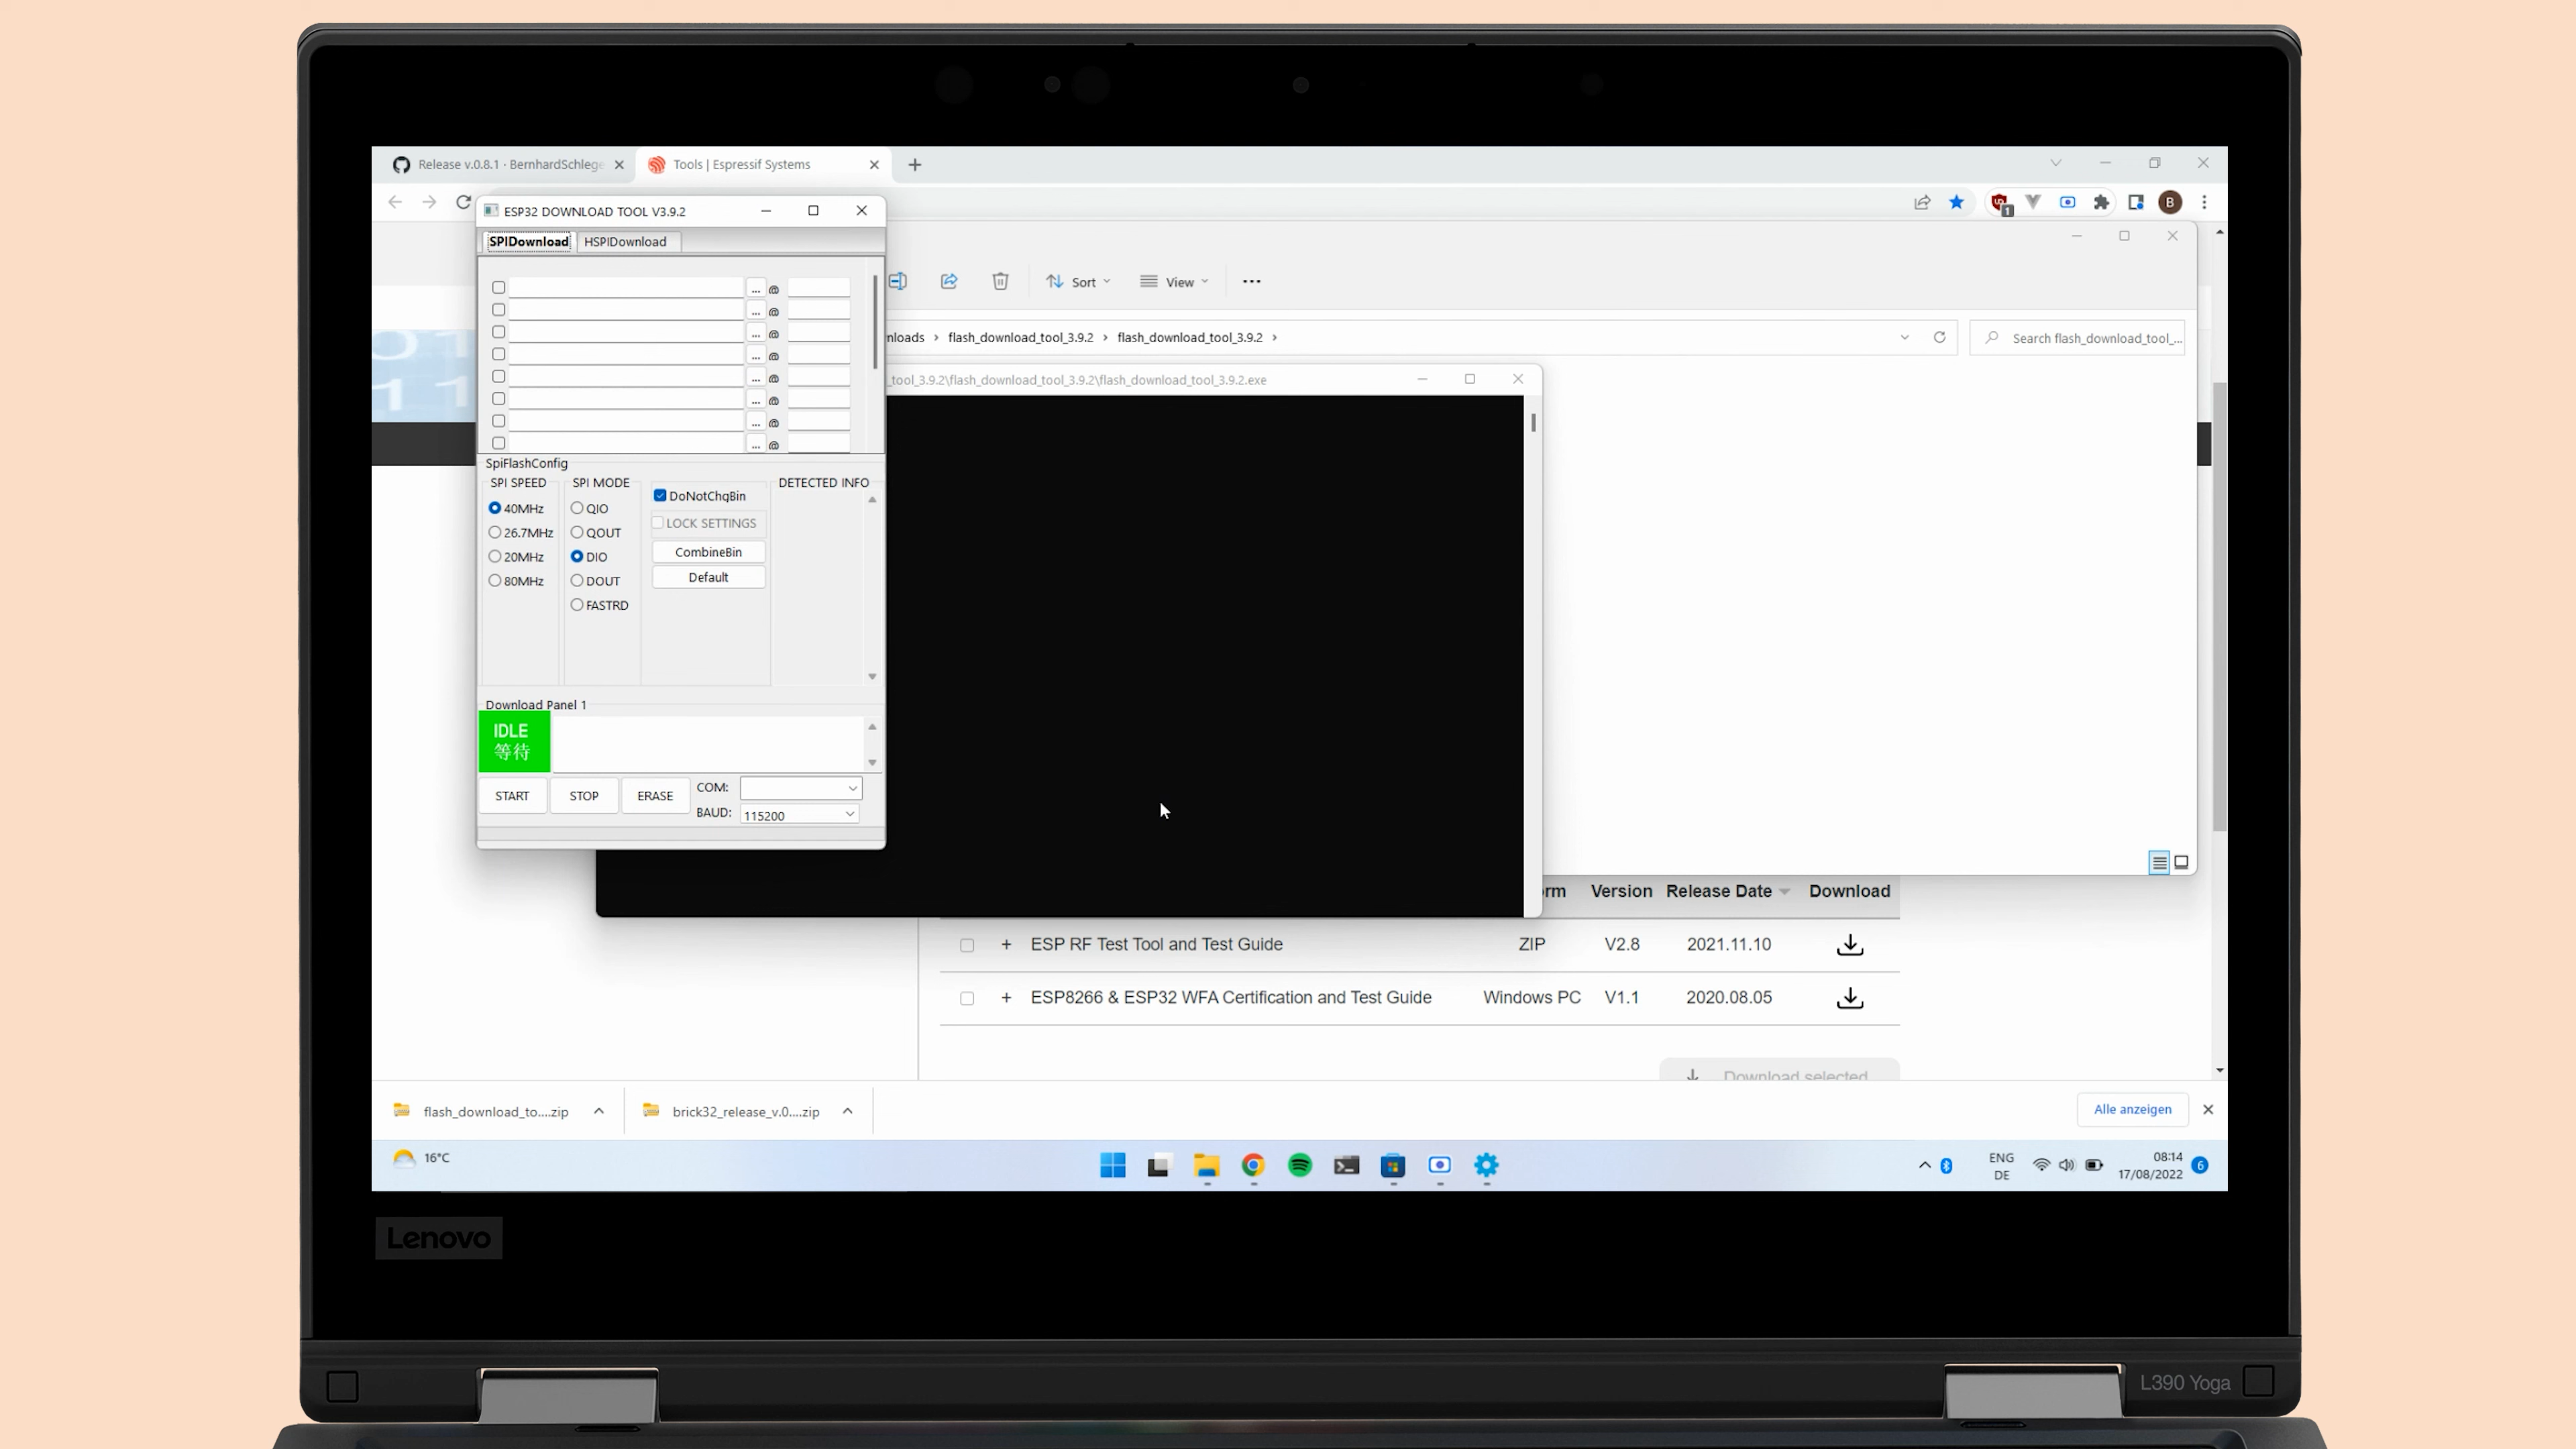 Release v.0.8.1 · BernhardSchlege
Tools | Espressif Systems
ESP32 DOWNLOAD TOOL V3.9.2
B
1
SPIDownload
HSPIDownload
Sort
View
... @
... @
... @
... @
... @
... @
... @
... @
nloads › flash_download_tool_3.9.2 › flash_download_tool_3.9.2 ›
Search flash_download_tool_...
_tool_3.9.2\flash_download_tool_3.9.2\flash_download_tool_3.9.2.exe
SpiFlashConfig
SPI SPEED
40MHz
26.7MHz
20MHz
80MHz
SPI MODE
QIO
QOUT
DIO
DOUT
FASTRD
DoNotChgBin
LOCK SETTINGS
CombineBin
Default
DETECTED INFO
Download Panel 1
IDLE
等待
START
STOP
ERASE
COM:
BAUD:
115200
rm Version Release Date Download
+ ESP RF Test Tool and Test Guide ZIP V2.8 2021.11.10
+ ESP8266 & ESP32 WFA Certification and Test Guide Windows PC V1.1 2020.08.05
Download selected
flash_download_to....zip
brick32_release_v.0....zip
Alle anzeigen
16°C
ENG
DE
08:14
17/08/2022
6
Lenovo
L390 Yoga